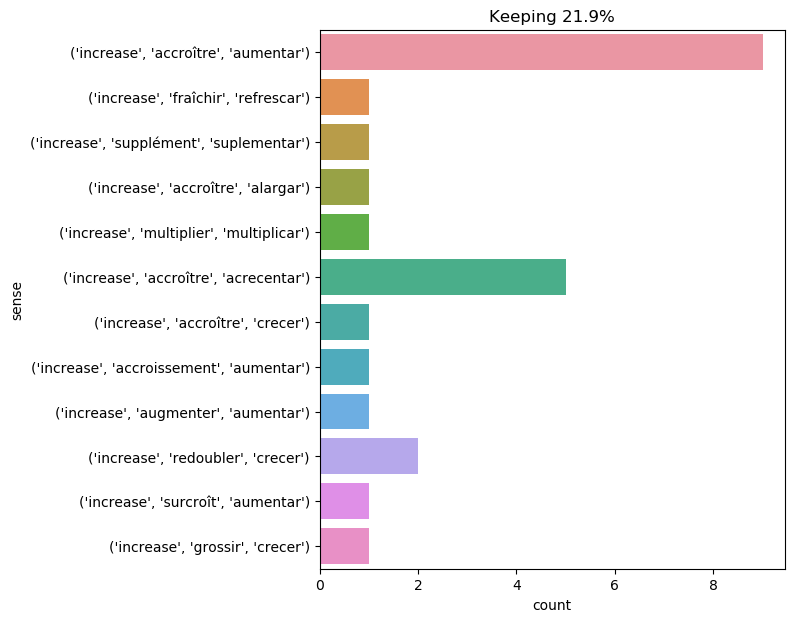 Keeping 21.9%
('increase', 'accroître', 'aumentar')
('increase', 'fraîchir', 'refrescar')
('increase', 'supplément', 'suplementar')
('increase', 'accroître', 'alargar')
('increase', 'multiplier', 'multiplicar')
('increase', 'accroître', 'acrecentar')
('increase', 'accroître', 'crecer')
('increase', 'accroissement', 'aumentar')
('increase', 'augmenter', 'aumentar')
('increase', 'redoubler', 'crecer')
('increase', 'surcroît', 'aumentar')
('increase', 'grossir', 'crecer')
sense
0 2 4 6 8
count